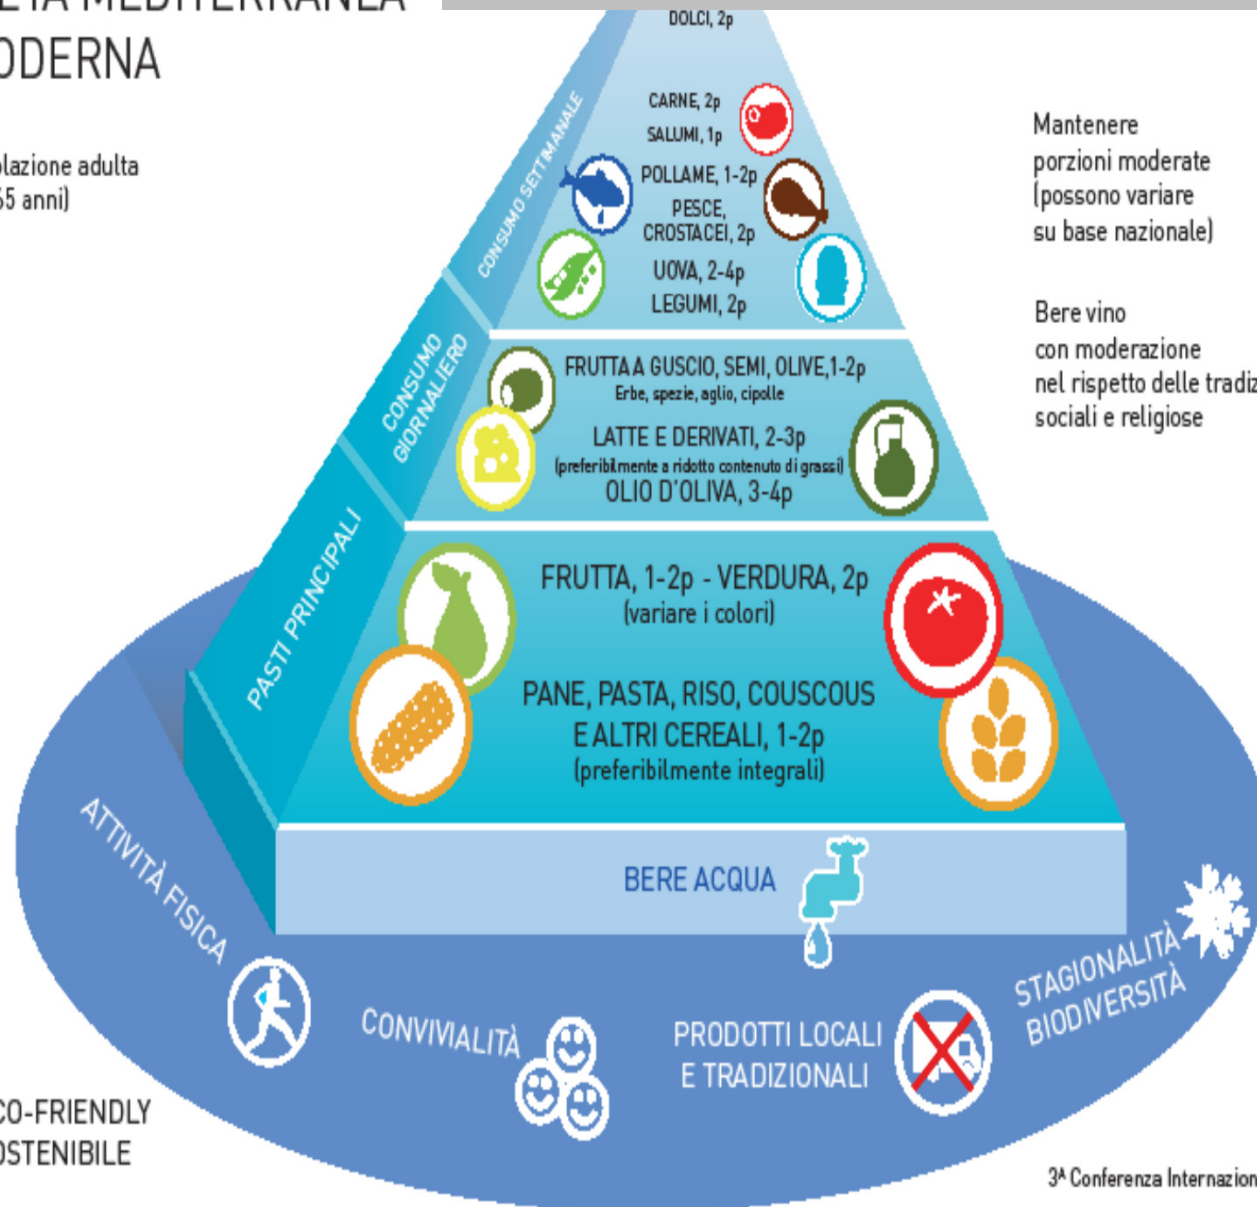 ETA MEDITERRANEA
ODERNA
olazione adulta
65 anni)
DOLCI, 2p
CARNE, 2p
SALUMI, 1p
POLLAME, 1-2p
PESCE,
CROSTACEI, 2p
UOVA, 2-4p
LEGUMI, 2p
CONSUMO SETTIMANALE
Mantenere
porzioni moderate
(possono variare
su base nazionale)
Bere vino
con moderazione
nel rispetto delle tradiz
sociali e religiose
CONSUMO
GIORNALIERO
FRUTTA A GUSCIO, SEMI, OLIVE,1-2p
Erbe, spezie, aglio, cipolle
LATTE E DERIVATI, 2-3p
(preferibilmente a ridotto contenuto di grassi)
OLIO D'OLIVA, 3-4p
PASTI PRINCIPALI
FRUTTA, 1-2p - VERDURA, 2p
(variare i colori)
PANE, PASTA, RISO, COUSCOUS
E ALTRI CEREALI, 1-2p
(preferibilmente integrali)
BERE ACQUA
ATTIVITÀ FISICA
CONVIVIALITÀ
PRODOTTI LOCALI
E TRADIZIONALI
STAGIONALITÀ
BIODIVERSITÀ
CO-FRIENDLY
OSTENIBILE
3ª Conferenza Internazion